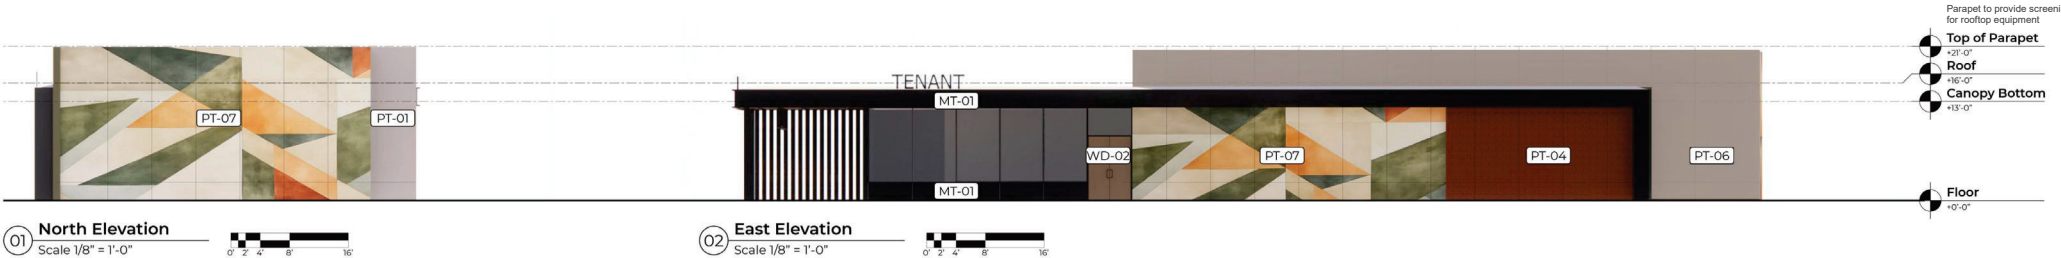 Parapet to provide screeni
for rooftop equipment
Top of Parapet
+21'-0"
Roof
+16'-0"
Canopy Bottom
+13'-0"
TENANT
MT-01
PT-07
PT-01
WD-02
PT-07
PT-04
PT-06
MT-01
Floor
+0'-0"
01
North Elevation
Scale 1/8" = 1'-0"
0' 2' 4' 8' 16'
02
East Elevation
Scale 1/8" = 1'-0"
0' 2' 4' 8' 16'